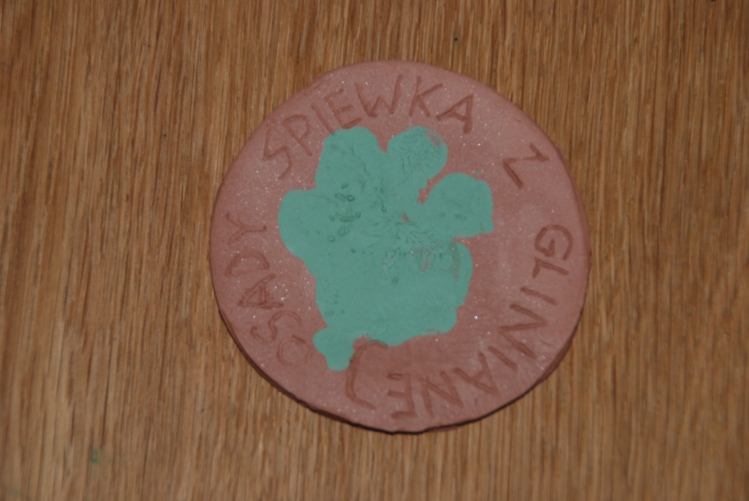 SPIEWKA Z GLINIANEJ OSADY